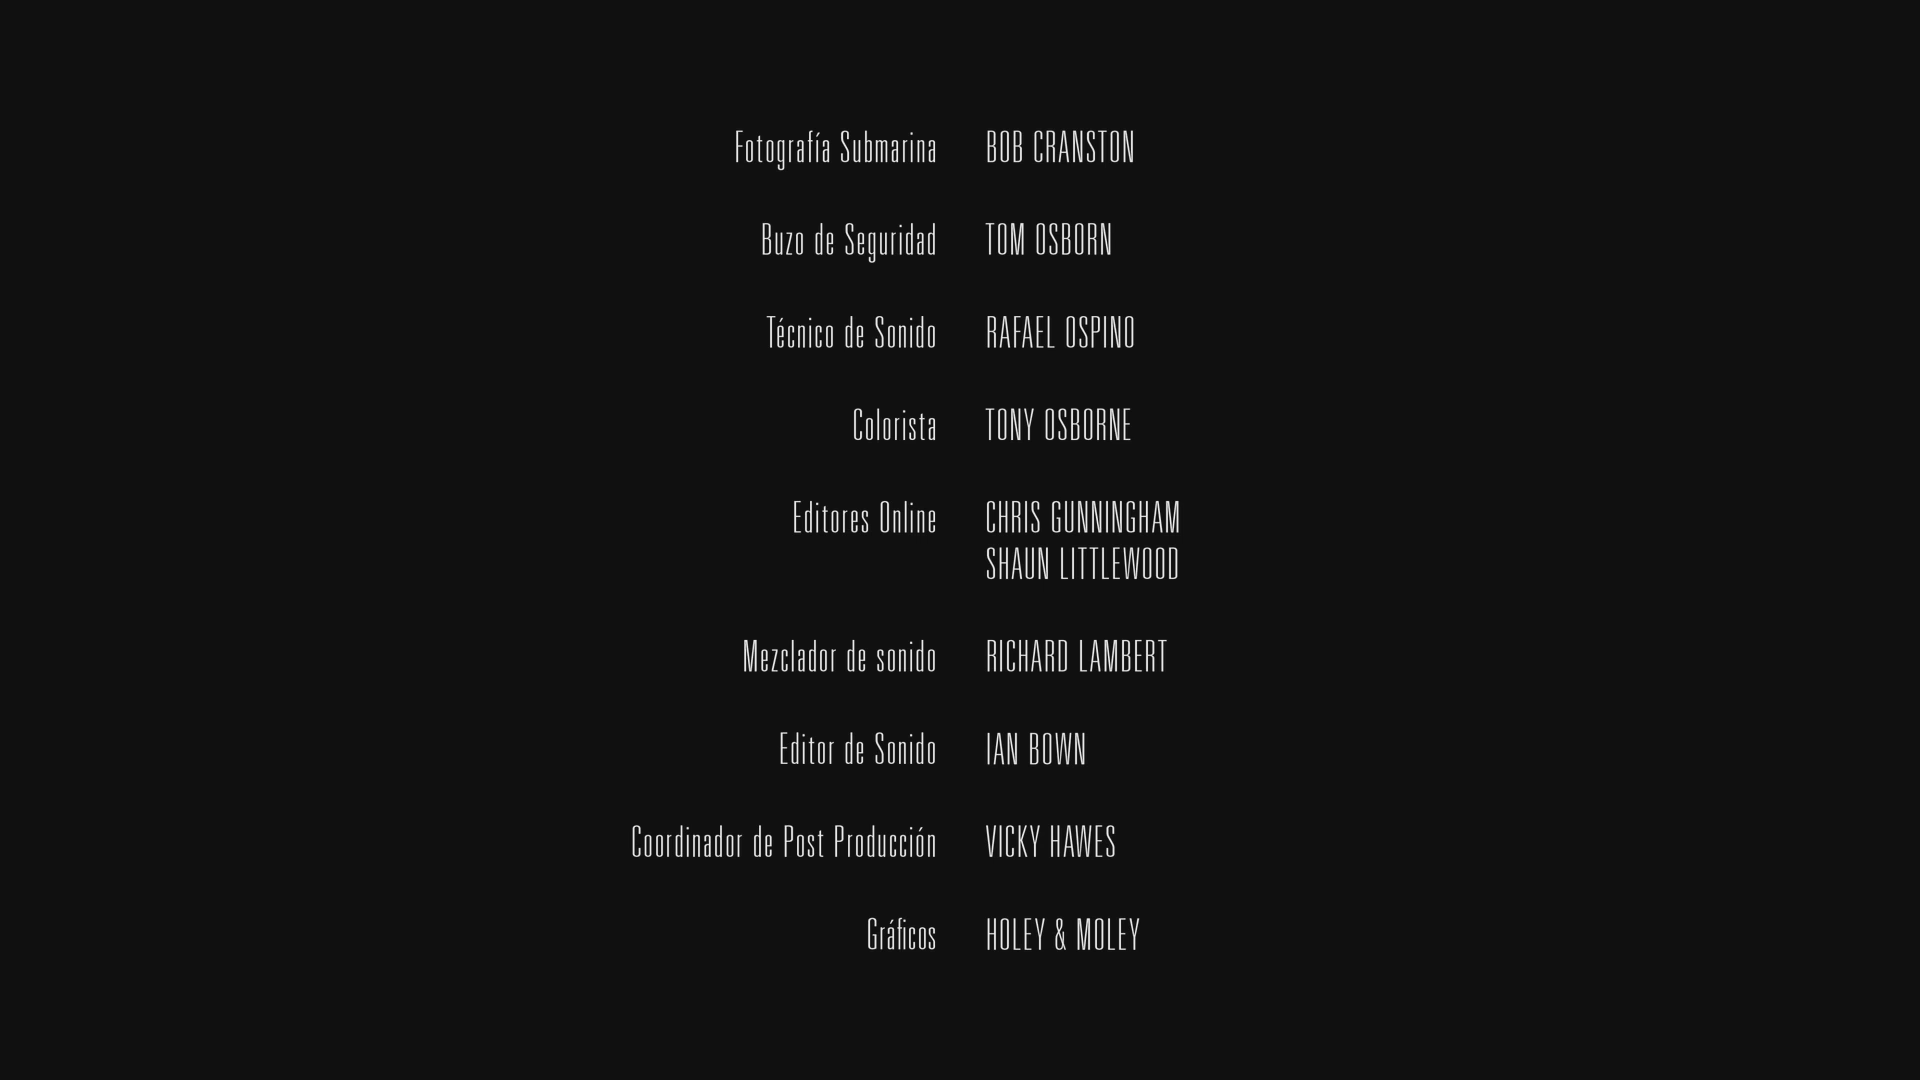 Fotografía Submarina BOB CRANSTON
Buzo de Seguridad TOM OSBORN
Técnico de Sonido RAFAEL OSPINO
Colorista TONY OSBORNE
Editores Online CHRIS GUNNINGHAM
SHAUN LITTLEWOOD
Mezclador de sonido RICHARD LAMBERT
Editor de Sonido IAN BOWN
Coordinador de Post Producción VICKY HAWES
Gráficos HOLEY & MOLEY